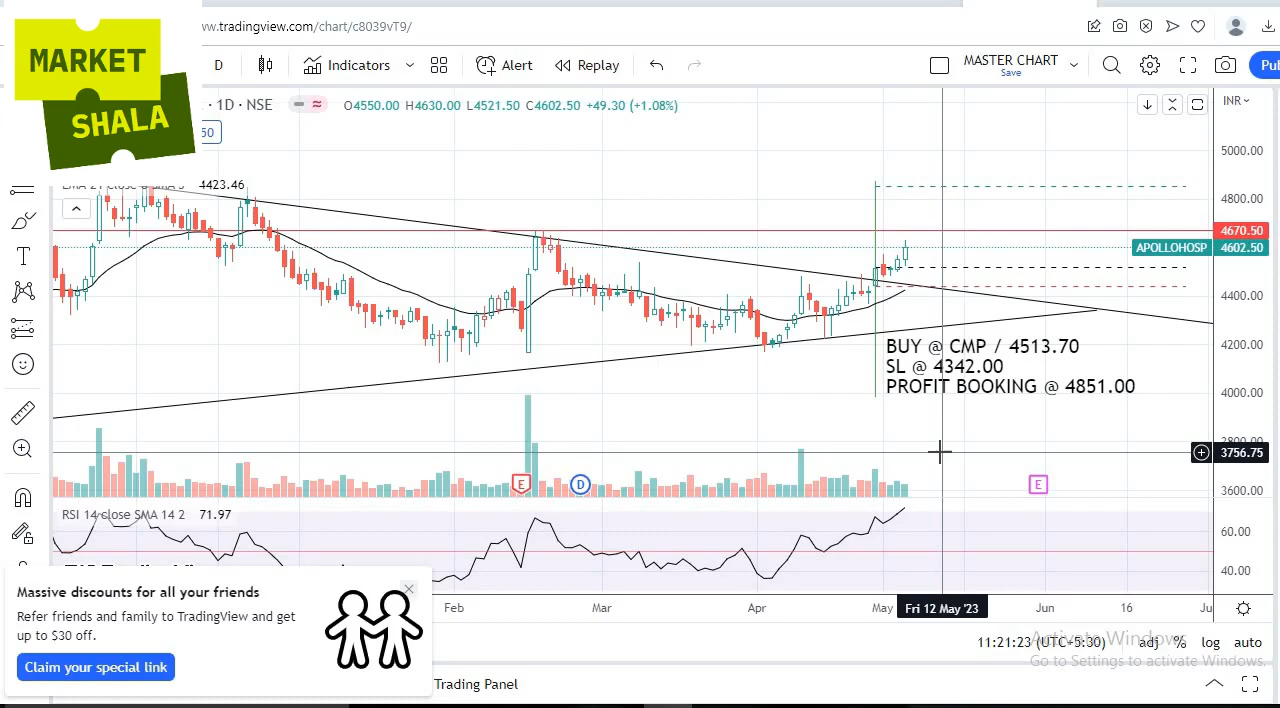 MARKET
SHALA
ww.tradingview.com/chart/c8039vT9/
D
Indicators
Alert
Replay
MASTER CHART
Save
Pu
· 1D · NSE
O4550.00 H4630.00 L4521.50 C4602.50 +49.30 (+1.08%)
INR
50
4423.46
5000.00
4800.00
4670.50
APOLLOHOSP 4602.50
4400.00
4200.00
4000.00
3800.00
3756.75
3600.00
BUY @ CMP / 4513.70
SL @ 4342.00
PROFIT BOOKING @ 4851.00
E
D
E
RSI 14 close SMA 14 2 71.97
60.00
40.00
Feb
Mar
Apr
May
Fri 12 May '23
Jun
16
Ju
Massive discounts for all your friends
Refer friends and family to TradingView and get
up to $30 off.
Claim your special link
11:21:23 (UTC+5:30)
adj
%
log
auto
Activate Windows
Go to Settings to activate Windows.
Trading Panel